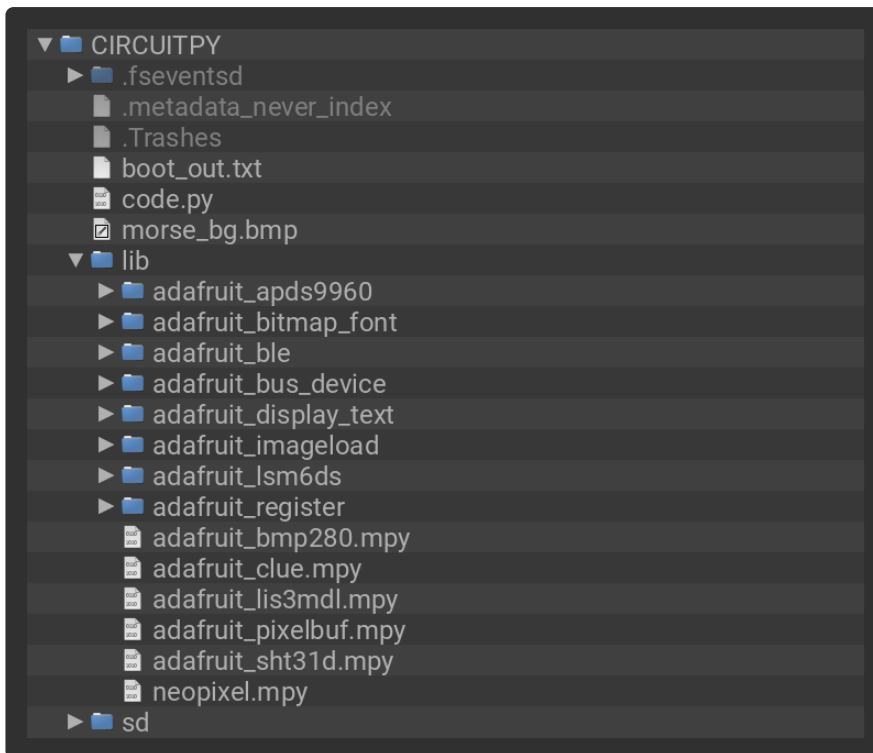 CIRCUITPY
.fseventsd
.metadata_never_index
.Trashes
boot_out.txt
code.py
morse_bg.bmp
lib
adafruit_apds9960
adafruit_bitmap_font
adafruit_ble
adafruit_bus_device
adafruit_display_text
adafruit_imageload
adafruit_lsm6ds
adafruit_register
adafruit_bmp280.mpy
adafruit_clue.mpy
adafruit_lis3mdl.mpy
adafruit_pixelbuf.mpy
adafruit_sht31d.mpy
neopixel.mpy
sd